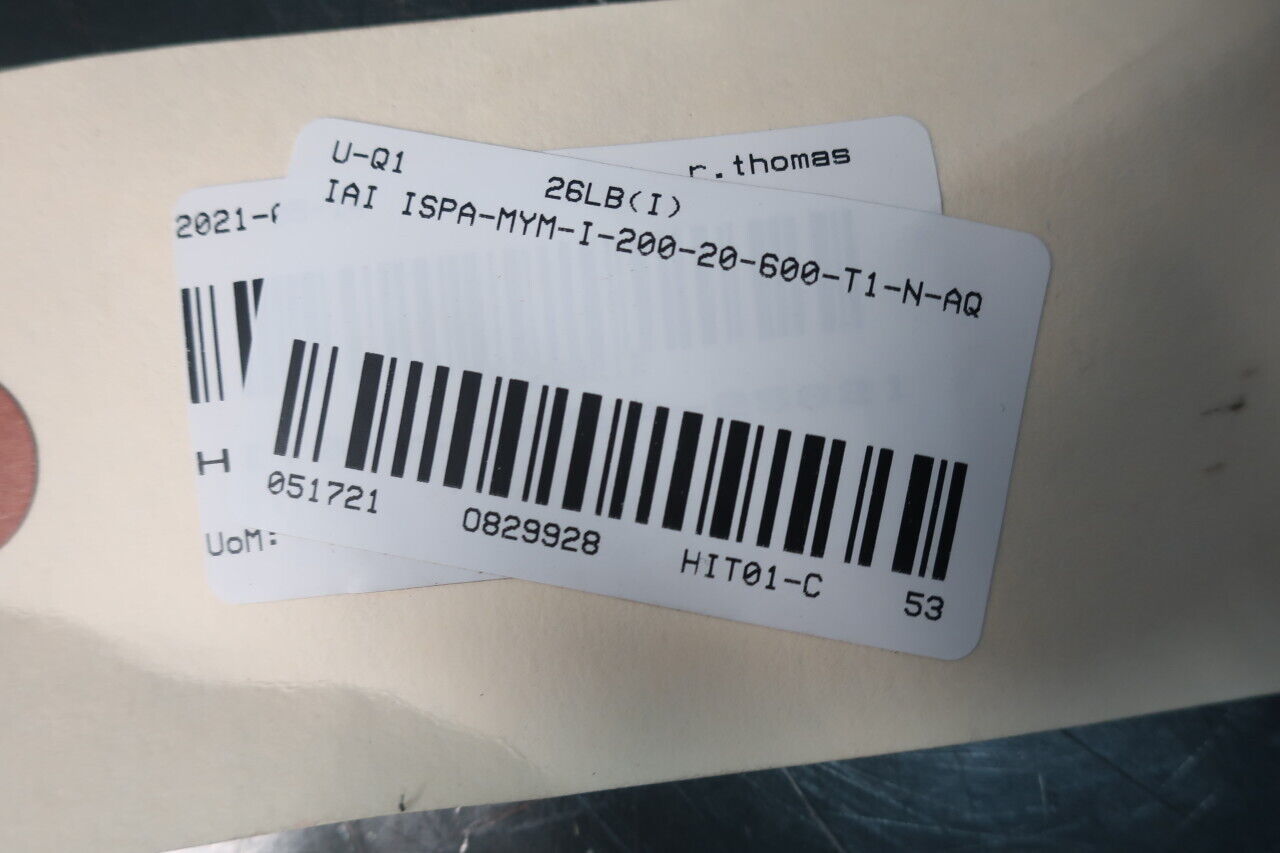 U-Q1 26LB(I)
IAI ISPA-MYM-I-200-20-600-T1-N-AQ
051721 0829928 HIT01-C 53
r.thomas
2021-
H
UoM: